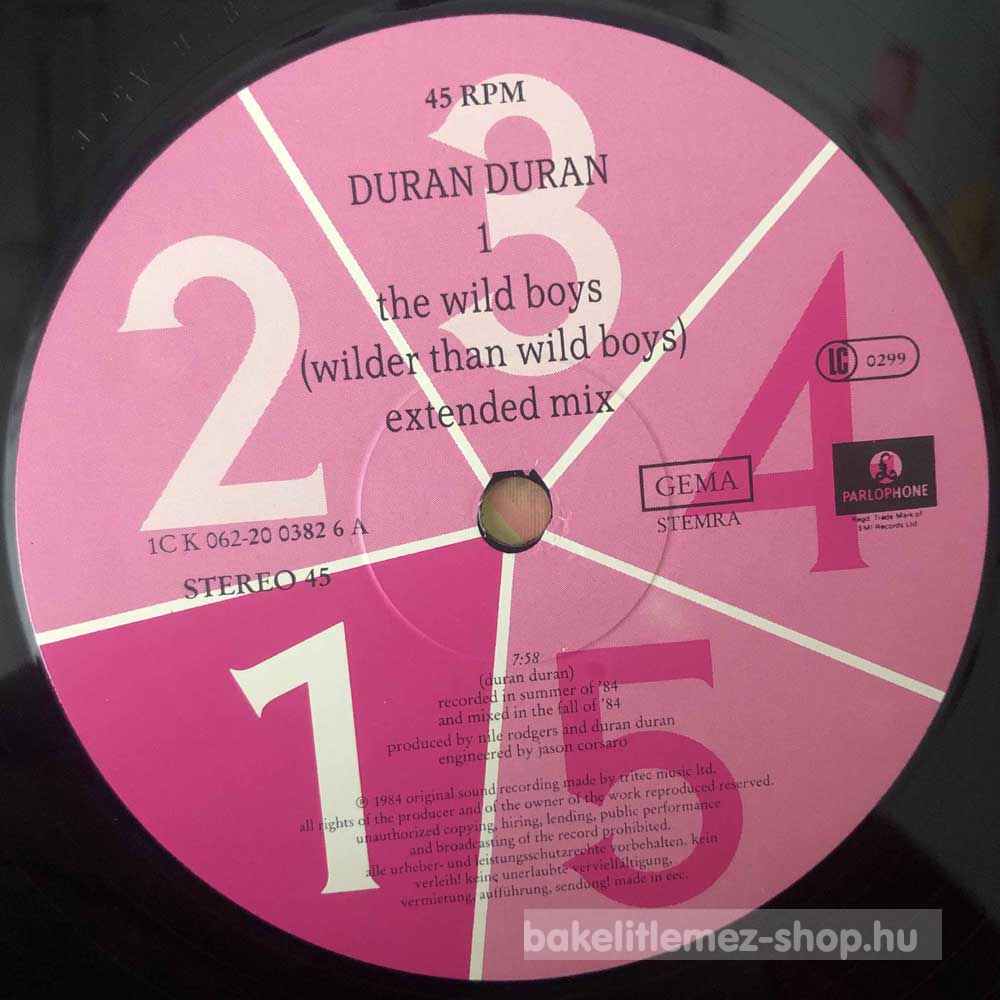 45 RPM
DURAN DURAN
1
the wild boys
(wilder than wild boys)
extended mix
2
3
4
LC 0299
GEMA
STEMRA
PARLOPHONE
Regd. Trade Mark of
EMI Records Ltd
1C K 062-20 0382 6 A
STEREO 45
1
5
7:58
(duran duran)
recorded in summer of '84
and mixed in the fall of '84
produced by nile rodgers and duran duran
engineered by jason corsaro
℗ 1984 original sound recording made by tritec music ltd.
all rights of the producer and of the owner of the work reproduced reserved.
unauthorized copying, hiring, lending, public performance
and broadcasting of the record prohibited.
alle urheber- und leistungsschutzrechte vorbehalten. kein
verleih! keine unerlaubte vervielfältigung,
vermietung, aufführung, sendung! made in eec.
bakelitlemez-shop.hu